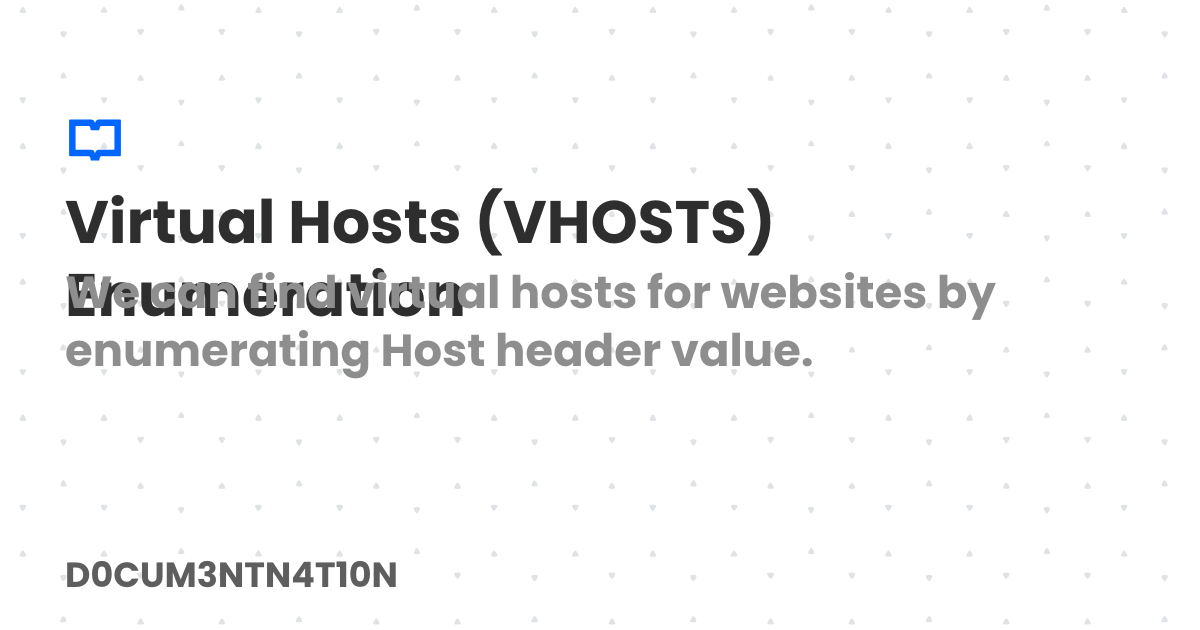 Virtual Hosts (VHOSTS)
Enumeration
We can find virtual hosts for websites by
enumerating Host header value.
D0CUM3NTN4T10N